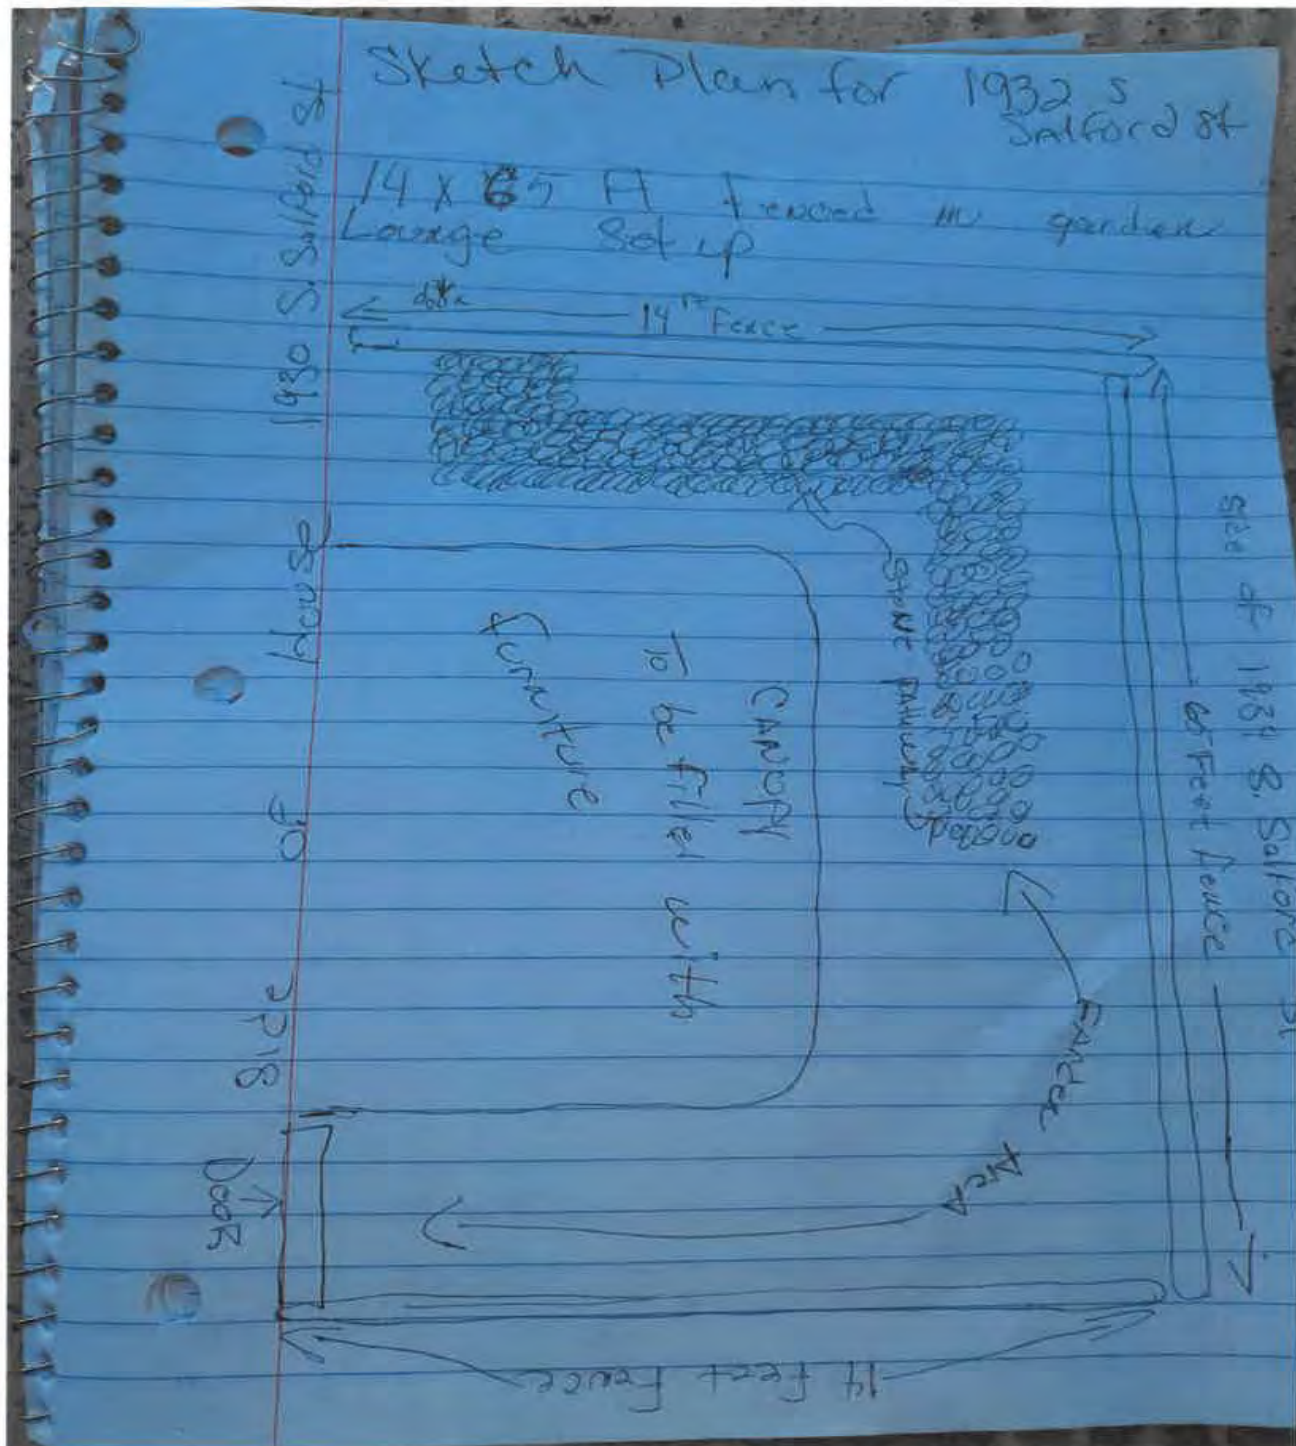 Sketch Plan for 1932 S
Salford St
14 x 65 ft fenced in garden
Lounge Set up
14 ft Fence
1930 S. Salford St
House
OF
Side
Door
CANOPY
To be filled with
furniture
Stone pathway
Garden Area
65 Feet fence
Side of 1934 S. Salford St
14 feet Fence